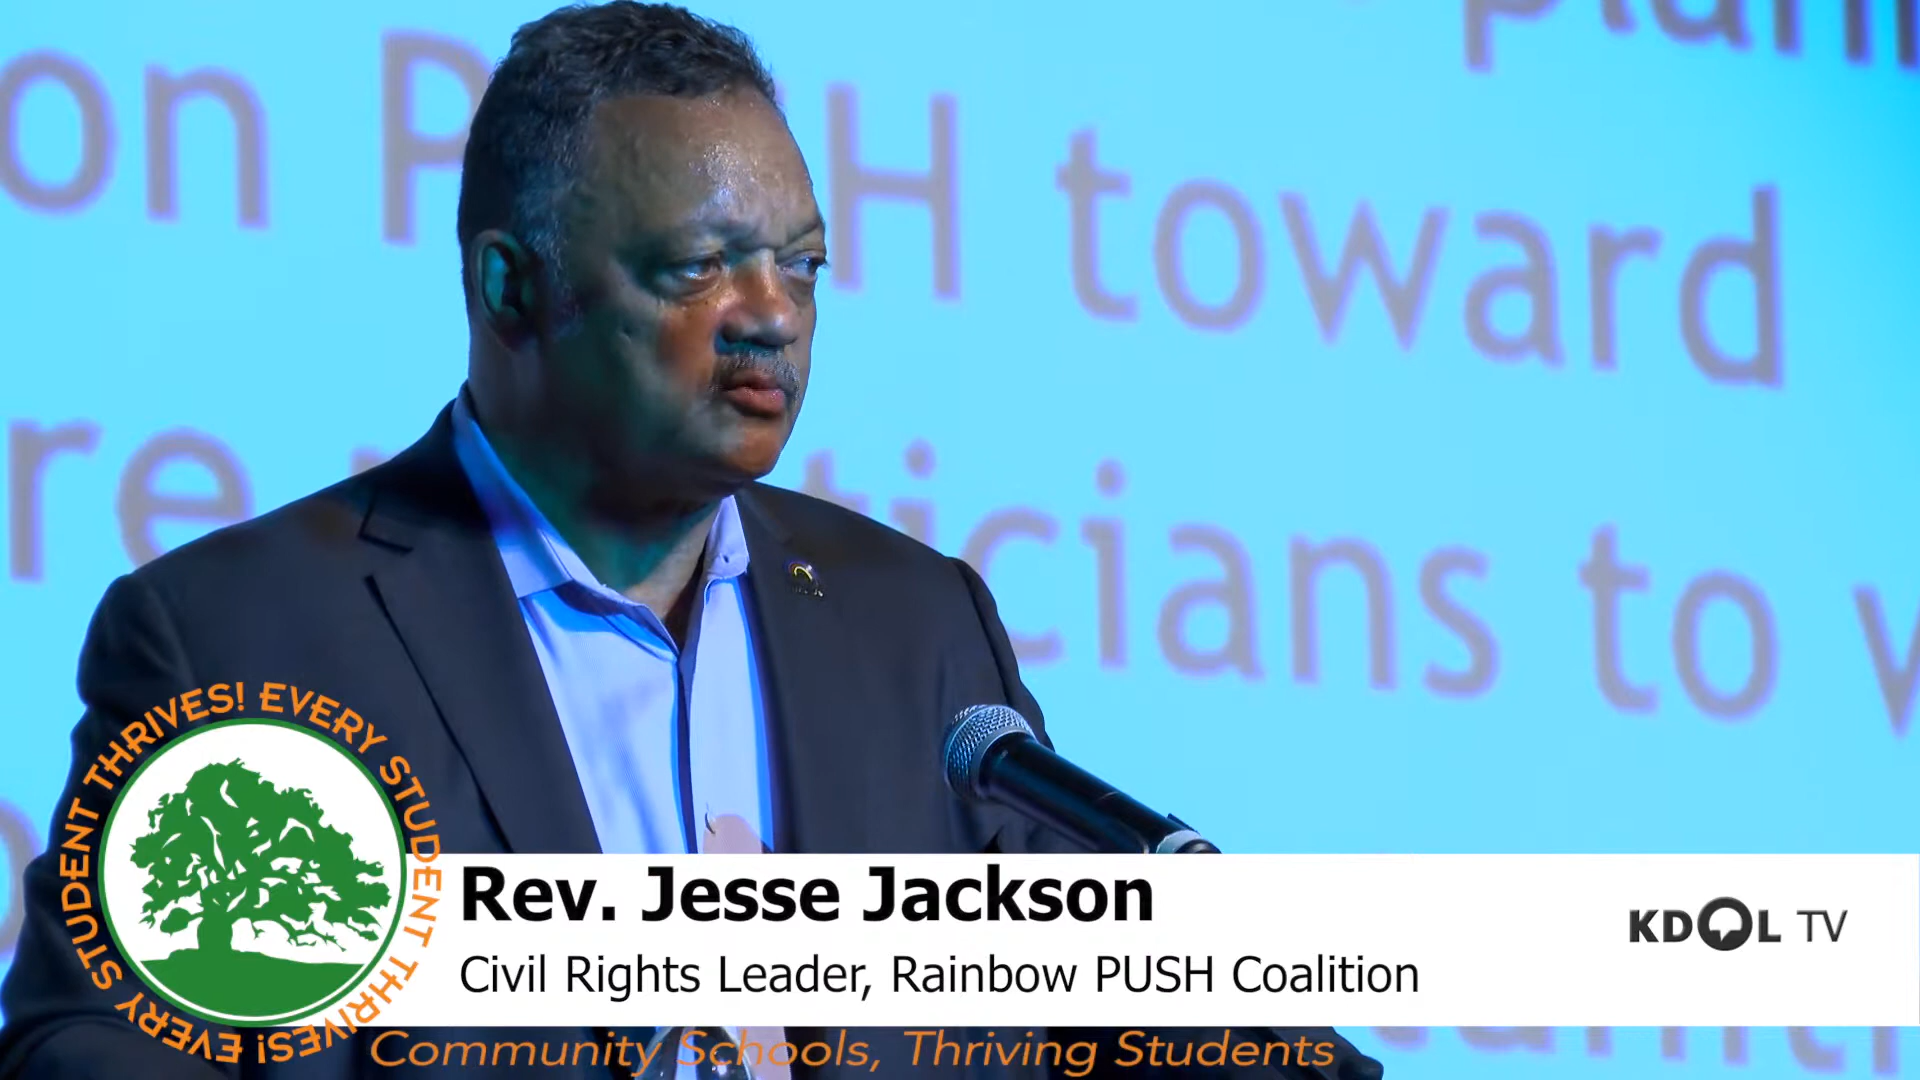 on PUSH toward
to
EVERY STUDENT THRIVES! EVERY STUDENT THRIVES!
Rev. Jesse Jackson
KDOL TV
Civil Rights Leader, Rainbow PUSH Coalition
Community Schools, Thriving Students